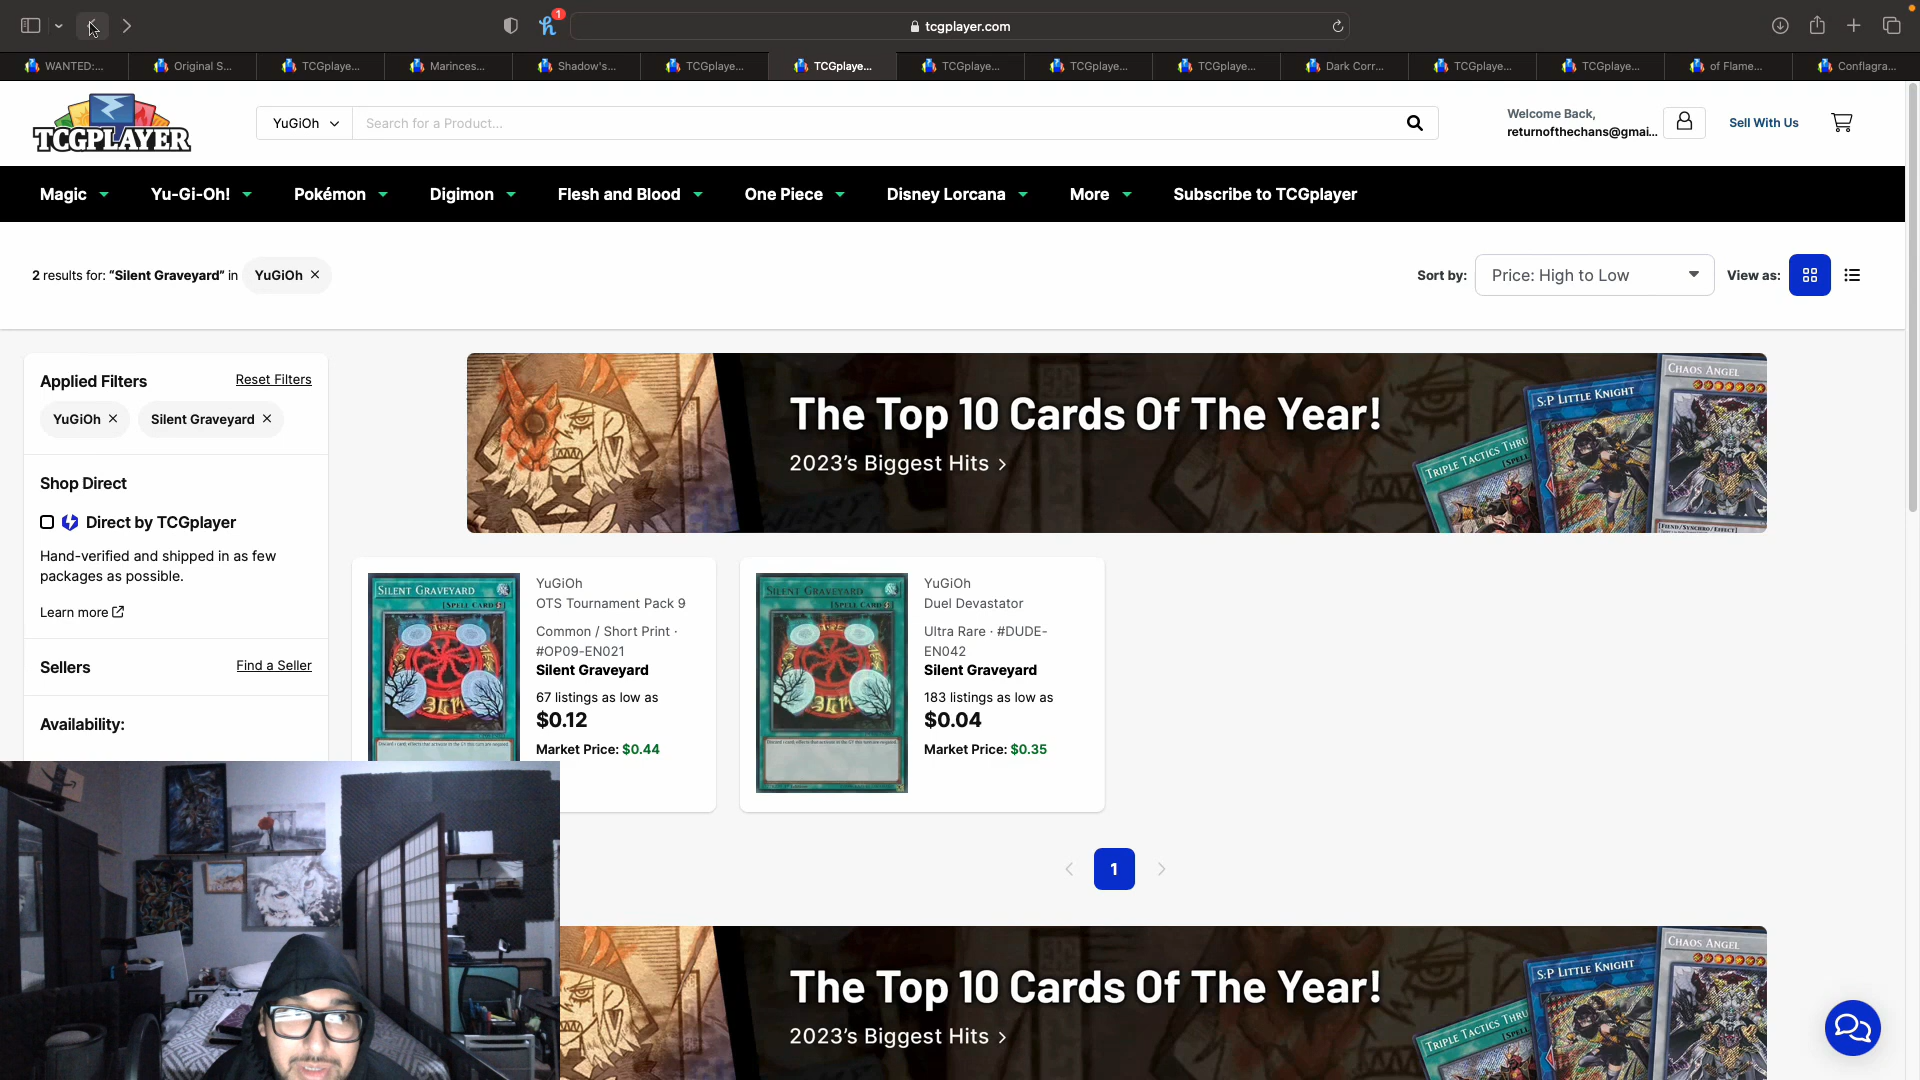 1
tcgplayer.com
WANTED:...
Original S...
TCGplaye...
Marinces...
Shadow's...
TCGplaye...
TCGplaye...
TCGplaye...
TCGplaye...
TCGplaye...
Dark Corr...
TCGplaye...
TCGplaye...
of Flame...
Conflagra...
TCGPLAYER
YuGiOh
Search for a Product...
Welcome Back,
returnofthechans@gmai...
Sell With Us
Magic
Yu-Gi-Oh!
Pokémon
Digimon
Flesh and Blood
One Piece
Disney Lorcana
More
Subscribe to TCGplayer
2 results for: "Silent Graveyard" in YuGiOh
Sort by: Price: High to Low
View as:
Applied Filters
Reset Filters
YuGiOh
Silent Graveyard
Shop Direct
Direct by TCGplayer
Hand-verified and shipped in as few
packages as possible.
Learn more
Sellers
Find a Seller
Availability:
The Top 10 Cards Of The Year!
2023's Biggest Hits
TRIPLE TACTICS THRU
S:P LITTLE KNIGHT
CHAOS ANGEL
[FIEND/SYNCHRO/EFFECT]
SILENT GRAVEYARD
[SPELL CARD]
YuGiOh
OTS Tournament Pack 9
Common / Short Print ·
#OP09-EN021
Silent Graveyard
67 listings as low as
$0.12
Market Price: $0.44
SILENT GRAVEYARD
[SPELL CARD]
YuGiOh
Duel Devastator
Ultra Rare · #DUDE-
EN042
Silent Graveyard
183 listings as low as
$0.04
Market Price: $0.35
1
The Top 10 Cards Of The Year!
2023's Biggest Hits
TRIPLE TACTICS THRU
S:P LITTLE KNIGHT
CHAOS ANGEL